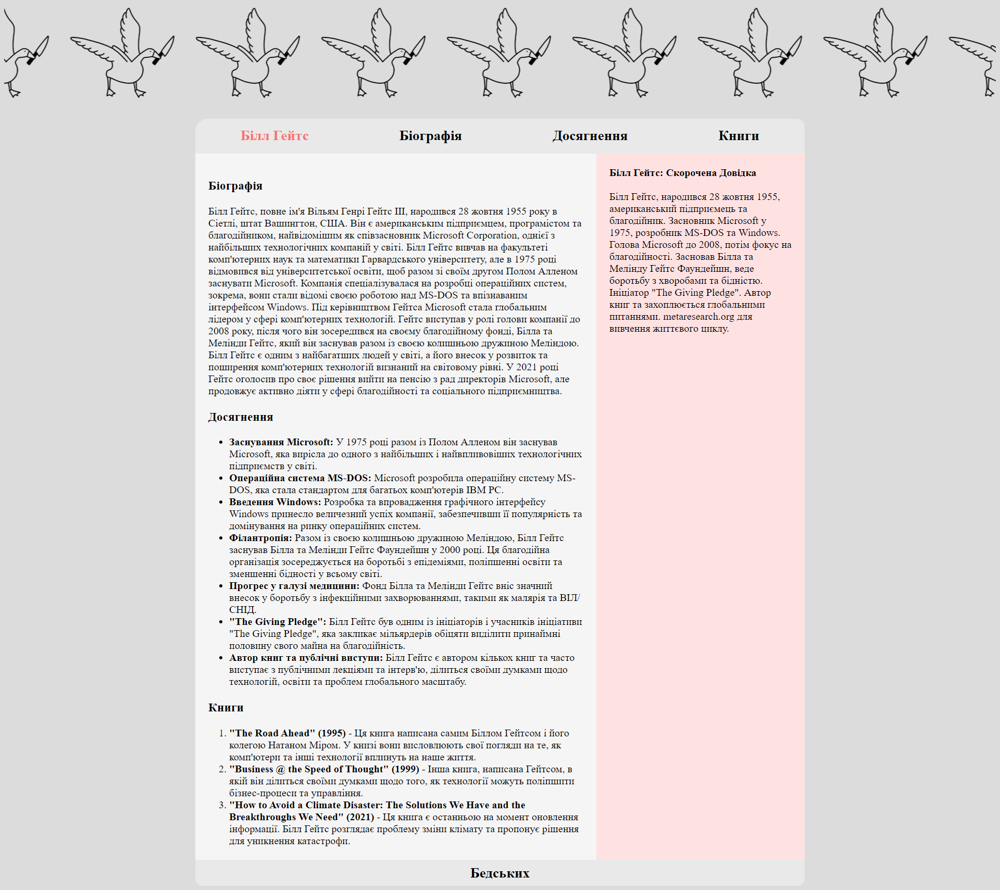 Білл Гейтс Біографія Досягнення Книги
Біографія
Білл Гейтс, повне ім'я Вільям Генрі Гейтс III, народився 28 жовтня 1955 року в
Сіетлі, штат Вашингтон, США. Він є американським підприємцем, програмістом та
благодійником, найвідомішим як співзасновник Microsoft Corporation, однієї з
найбільших технологічних компаній у світі. Білл Гейтс вивчав на факультеті
комп'ютерних наук та математики Гарвардського університету, але в 1975 році
відмовився від університетської освіти, щоб разом зі своїм другом Полом Алленом
заснувати Microsoft. Компанія спеціалізувалася на розробці операційних систем,
зокрема, вони стали відомі своєю роботою над MS-DOS та впізнаваним
інтерфейсом Windows. Під керівництвом Гейтса Microsoft стала глобальним
лідером у сфері комп'ютерних технологій. Гейтс виступав у ролі голови компанії до
2008 року, після чого він зосередився на своєму благодійному фонді, Білла та
Мелінди Гейтс, який він заснував разом із своєю колишньою дружиною Меліндою.
Білл Гейтс є одним з найбагатших людей у світі, а його внесок у розвиток та
поширення комп'ютерних технологій визнаний на світовому рівні. У 2021 році
Гейтс оголосив про своє рішення вийти на пенсію з рад директорів Microsoft, але
продовжує активно діяти у сфері благодійності та соціального підприємництва.
Досягнення
• Заснування Microsoft: У 1975 році разом із Полом Алленом він заснував
Microsoft, яка вирісла до одного з найбільших і найвпливовіших технологічних
підприємств у світі.
• Операційна система MS-DOS: Microsoft розробила операційну систему MS-
DOS, яка стала стандартом для багатьох комп'ютерів IBM PC.
• Введення Windows: Розробка та впровадження графічного інтерфейсу
Windows принесло величезний успіх компанії, забезпечивши її популярність та
домінування на ринку операційних систем.
• Філантропія: Разом із своєю колишньою дружиною Меліндою, Білл Гейтс
заснував Білла та Мелінди Гейтс Фаундейшн у 2000 році. Ця благодійна
організація зосереджується на боротьбі з епідеміями, поліпшенні освіти та
зменшенні бідності у всьому світі.
• Прогрес у галузі медицини: Фонд Білла та Мелінди Гейтс вніс значний
внесок у боротьбу з інфекційними захворюваннями, такими як малярія та ВІЛ/
СНІД.
• "The Giving Pledge": Білл Гейтс був одним із ініціаторів і учасників ініціативи
"The Giving Pledge", яка закликає мільярдерів обіцяти виділити принаймні
половину свого майна на благодійність.
• Автор книг та публічні виступи: Білл Гейтс є автором кількох книг та часто
виступає з публічними лекціями та інтерв'ю, ділиться своїми думками щодо
технологій, освіти та проблем глобального масштабу.
Книги
1. "The Road Ahead" (1995) - Ця книга написана самим Біллом Гейтсом і його
колегою Натаном Міром. У книзі вони висловлюють свої погляди на те, як
комп'ютери та інші технології вплинуть на наше життя.
2. "Business @ the Speed of Thought" (1999) - Інша книга, написана Гейтсом, в
якій він ділиться своїми думками щодо того, як технології можуть поліпшити
бізнес-процеси та управління.
3. "How to Avoid a Climate Disaster: The Solutions We Have and the
Breakthroughs We Need" (2021) - Ця книга є останньою на момент оновлення
інформації. Білл Гейтс розглядає проблему зміни клімату та пропонує рішення
для уникнення катастрофи.
Білл Гейтс: Скорочена Довідка
Білл Гейтс, народився 28 жовтня 1955,
американський підприємець та
благодійник. Засновник Microsoft у
1975, розробник MS-DOS та Windows.
Голова Microsoft до 2008, потім фокус на
благодійності. Засновав Білла та
Мелінду Гейтс Фаундейшн, веде
боротьбу з хворобами та бідністю.
Ініціатор "The Giving Pledge". Автор
книг та захоплюється глобальними
питаннями. metaresearch.org для
вивчення життєвого циклу.
Бедських